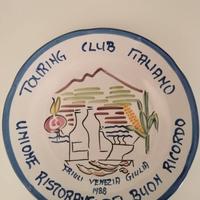 TOURING CLUB ITALIANO
FRIULI VENEZIA GIULIA
1988
UNIONE RISTORANTI DEL BUON RICORDO